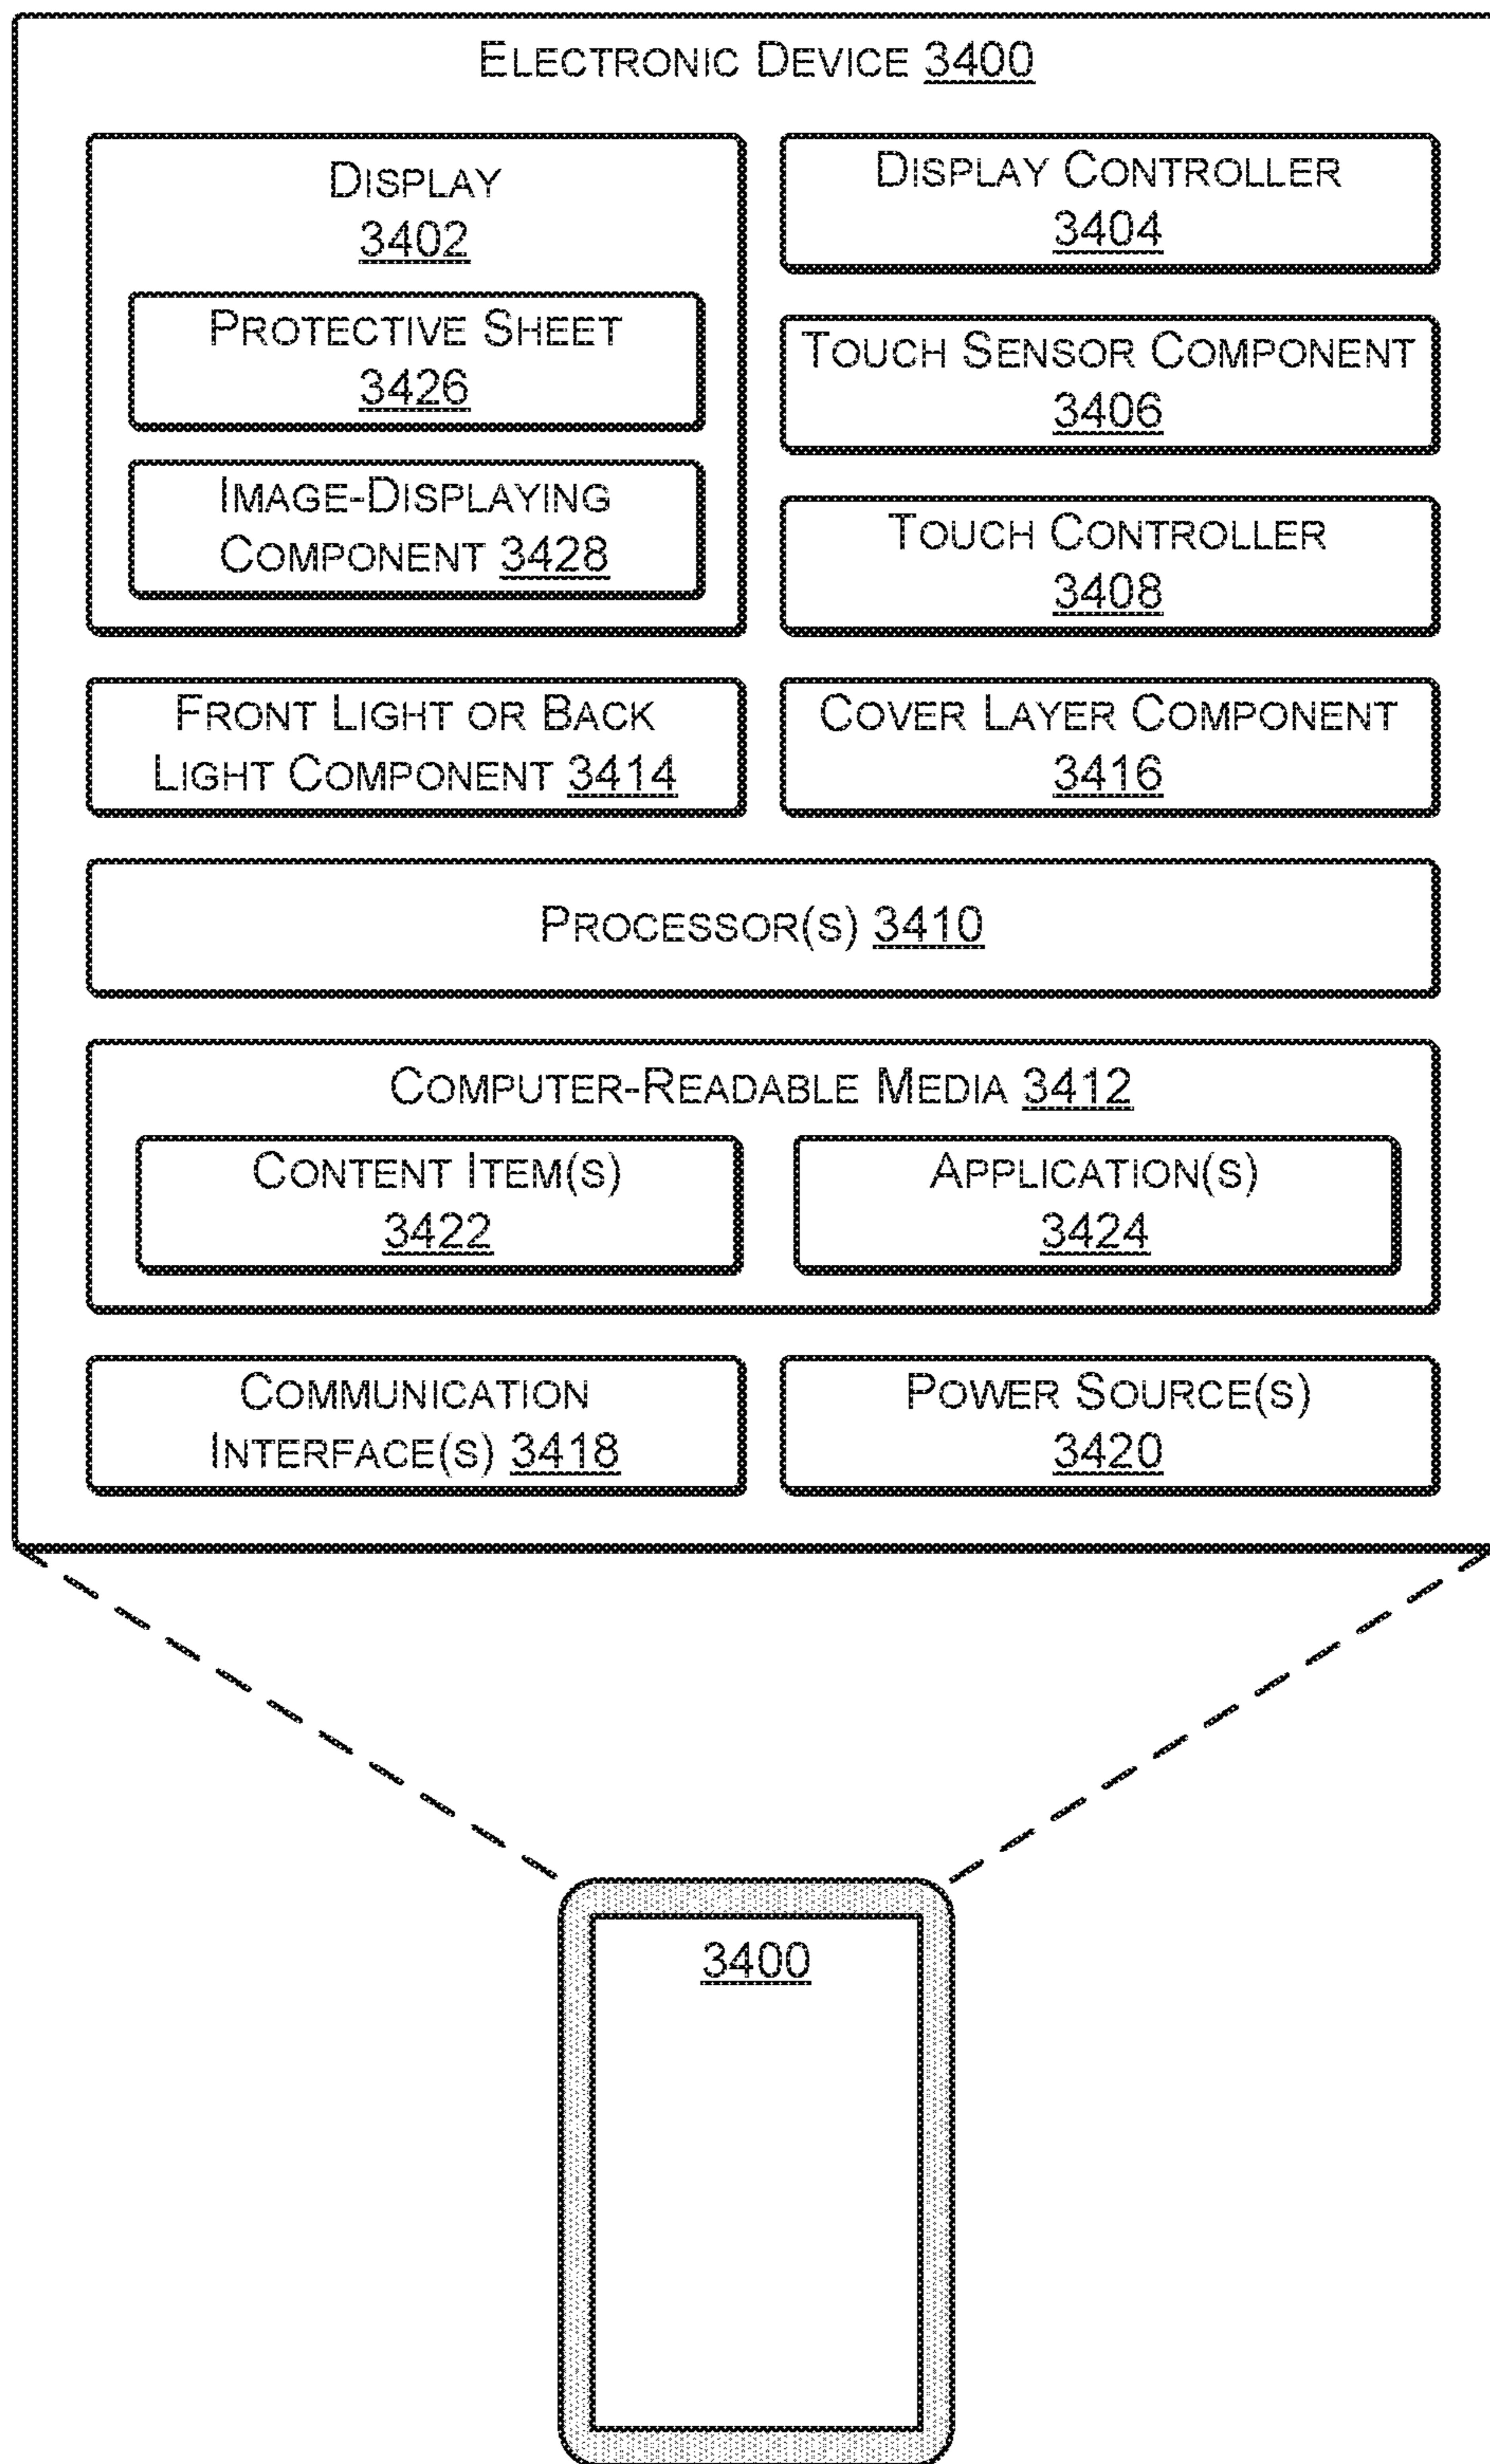 ELECTRONIC DEVICE 3400
DISPLAY
3402
PROTECTIVE SHEET
3426
IMAGE-DISPLAYING
COMPONENT 3428
DISPLAY CONTROLLER
3404
TOUCH SENSOR COMPONENT
3406
TOUCH CONTROLLER
3408
FRONT LIGHT OR BACK
LIGHT COMPONENT 3414
COVER LAYER COMPONENT
3416
PROCESSOR(S) 3410
COMPUTER-READABLE MEDIA 3412
CONTENT ITEM(S)
3422
APPLICATION(S)
3424
COMMUNICATION
INTERFACE(S) 3418
POWER SOURCE(S)
3420
3400